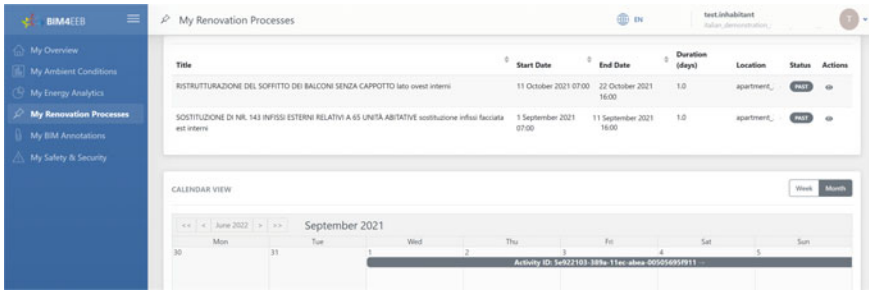 BIM4EEB
My Renovation Processes
EN
test.inhabitant
T
My Overview
My Ambient Conditions
My Energy Analytics
My Renovation Processes
My BIM Annotations
My Safety & Security
Title Start Date End Date Duration (days) Location Status Actions
RISTRUTTURAZIONE DEL SOFFITTO DEI BALCONI SENZA CAPPOTTO lato ovest interni 11 October 2021 07:00 22 October 2021 16:00 1.0 apartment_ PAST
SOSTITUZIONE DI NR. 143 INFISSI ESTERNI RELATIVI A 65 UNITÀ ABITATIVE sostituzione infissi facciata est interni 1 September 2021 07:00 11 September 2021 16:00 1.0 apartment_ PAST
CALENDAR VIEW
Week Month
<< < June 2022 > >> September 2021
Mon Tue Wed Thu Fri Sat Sun
30 31 1 2 3 4 5
Activity ID: 5e922103-389a-11ec-abea-00505695f911 --